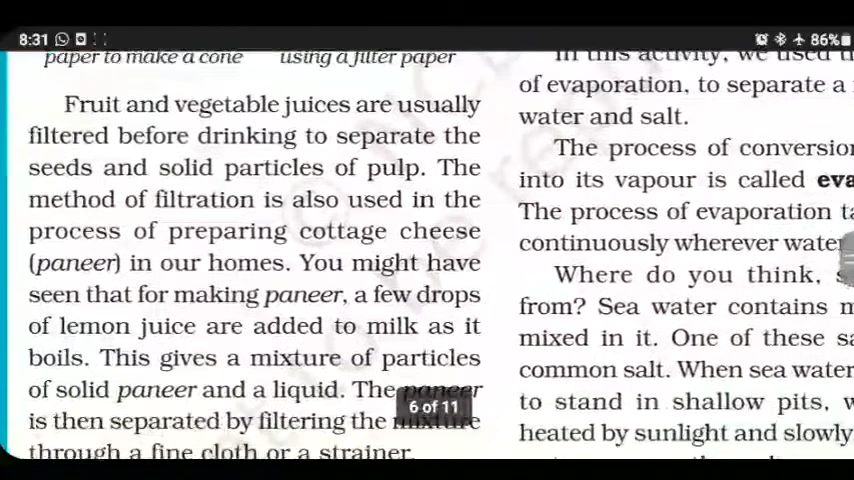 8:31
86%
paper to make a cone
using a filter paper
Fruit and vegetable juices are usually
filtered before drinking to separate the
seeds and solid particles of pulp. The
method of filtration is also used in the
process of preparing cottage cheese
(paneer) in our homes. You might have
seen that for making paneer, a few drops
of lemon juice are added to milk as it
boils. This gives a mixture of particles
of solid paneer and a liquid. The paneer
is then separated by filtering the mixture
through a fine cloth or a strainer.
6 of 11
In this activity, we used
of evaporation, to separate a
water and salt.
The process of conversion
into its vapour is called eva
The process of evaporation ta
continuously wherever water
Where do you think, s
from? Sea water contains m
mixed in it. One of these sa
common salt. When sea water
to stand in shallow pits, w
heated by sunlight and slowly